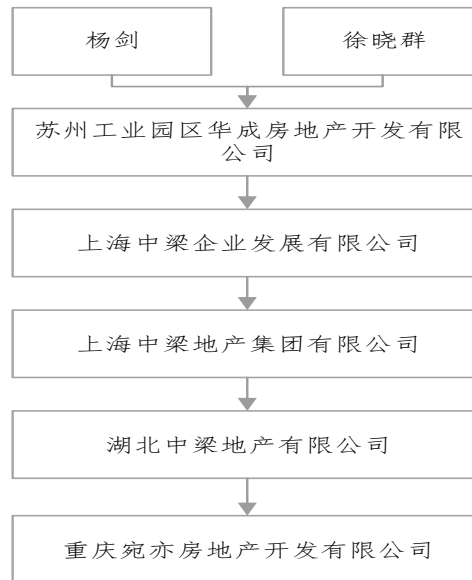 杨剑
徐晓群
苏州工业园区华成房地产开发有限
公司
上海中梁企业发展有限公司
上海中梁地产集团有限公司
湖北中梁地产有限公司
重庆宛亦房地产开发有限公司